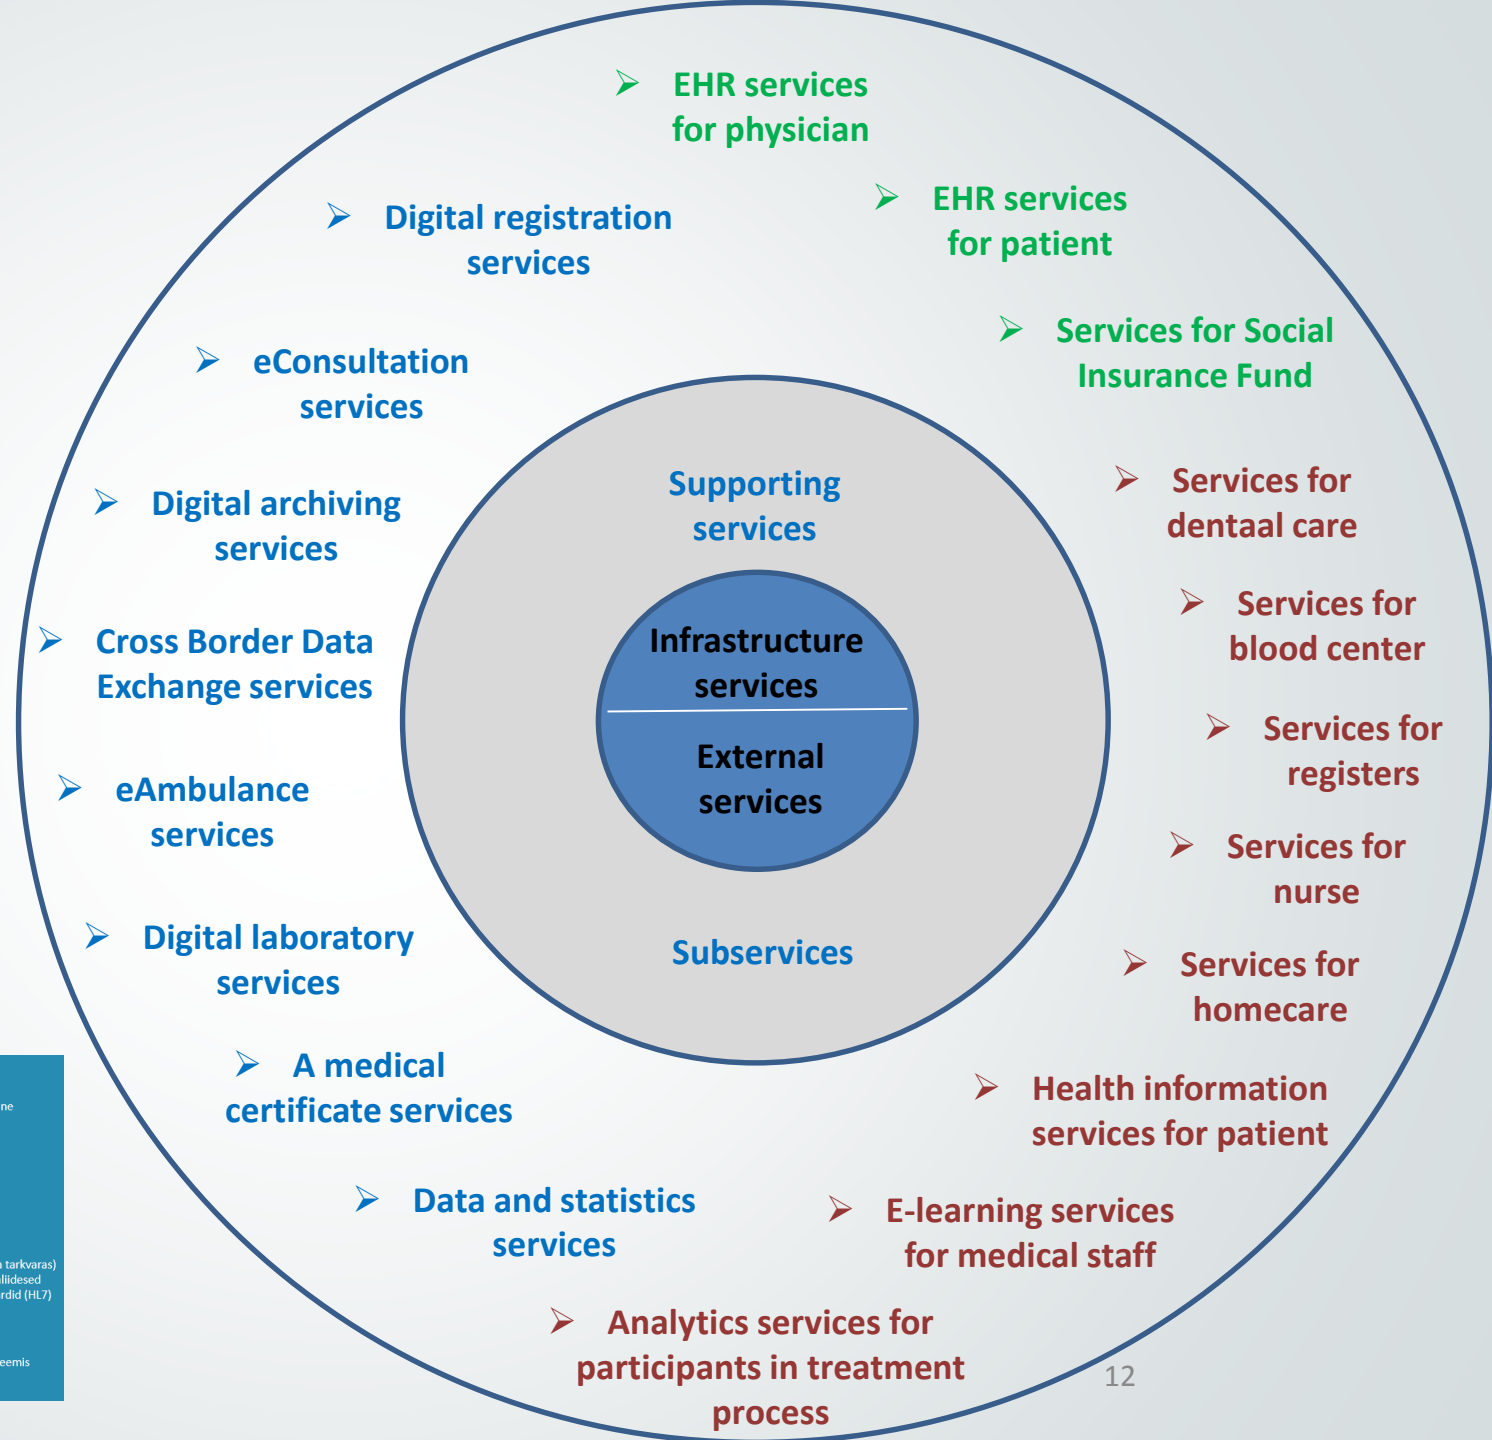 ➢ EHR services
for physician
➢ EHR services
for patient
➢ Services for Social
Insurance Fund
➢ Services for
dentaal care
➢ Services for
blood center
➢ Services for
registers
➢ Services for
nurse
➢ Services for
homecare
➢ Health information
services for patient
➢ E-learning services
for medical staff
➢ Analytics services for
participants in treatment
process
➢ Digital registration
services
➢ eConsultation
services
➢ Digital archiving
services
➢ Cross Border Data
Exchange services
➢ eAmbulance
services
➢ Digital laboratory
services
➢ A medical
certificate services
➢ Data and statistics
services
Supporting
services
Infrastructure
services
External
services
Subservices
tarkvaras)
(HL7)
12